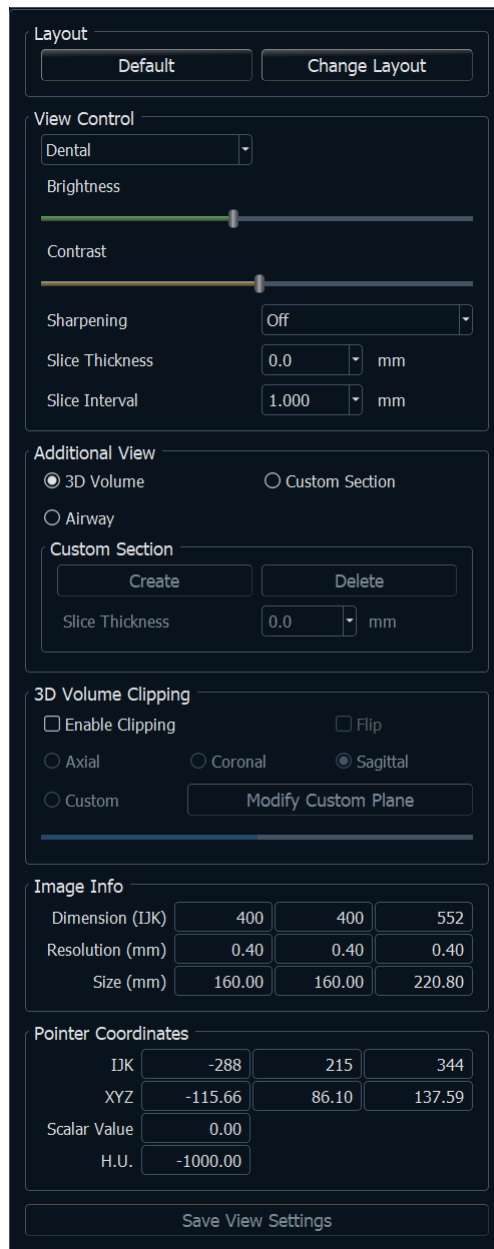 Layout
Default Change Layout
View Control
Dental
Brightness
Contrast
Sharpening Off
Slice Thickness 0.0 mm
Slice Interval 1.000 mm
Additional View
3D Volume Custom Section
Airway
Custom Section
Create Delete
Slice Thickness 0.0 mm
3D Volume Clipping
Enable Clipping Flip
Axial Coronal Sagittal
Custom Modify Custom Plane
Image Info
Dimension (IJK) 400 400 552
Resolution (mm) 0.40 0.40 0.40
Size (mm) 160.00 160.00 220.80
Pointer Coordinates
IJK -288 215 344
XYZ -115.66 86.10 137.59
Scalar Value 0.00
H.U. -1000.00
Save View Settings